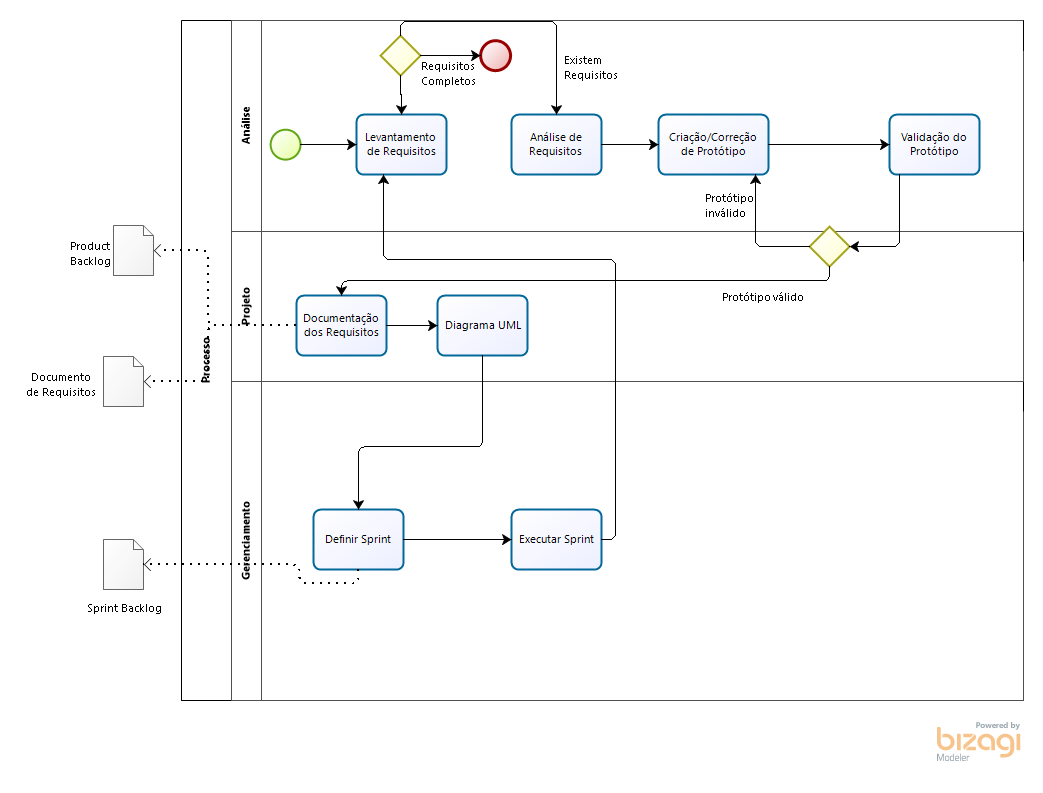 Processo
Análise
Requisitos
Completos
Existem
Requisitos
Levantamento
de Requisitos
Análise de
Requisitos
Criação/Correção
de Protótipo
Validação do
Protótipo
Protótipo
inválido
Product
Backlog
Projeto
Protótipo válido
Documentação
dos Requisitos
Diagrama UML
Documento
de Requisitos
Gerenciamento
Definir Sprint
Executar Sprint
Sprint Backlog
Powered by
bizagi
Modeler